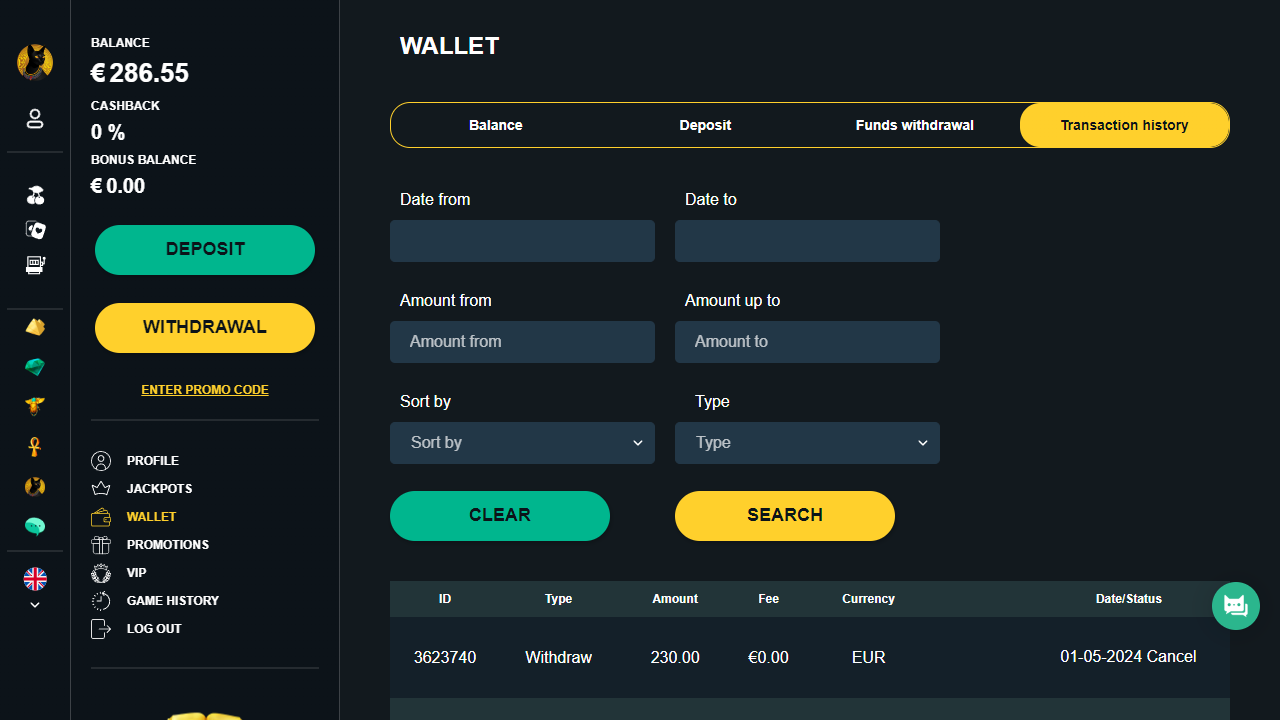 BALANCE
€ 286.55
CASHBACK
0 %
BONUS BALANCE
€ 0.00
DEPOSIT
WITHDRAWAL
ENTER PROMO CODE
PROFILE
JACKPOTS
WALLET
PROMOTIONS
VIP
GAME HISTORY
LOG OUT
WALLET
Balance Deposit Funds withdrawal Transaction history
Date from Date to
Amount from Amount up to
Amount from Amount to
Sort by Type
Sort by Type
CLEAR SEARCH
ID Type Amount Fee Currency Date/Status
3623740 Withdraw 230.00 €0.00 EUR 01-05-2024 Cancel